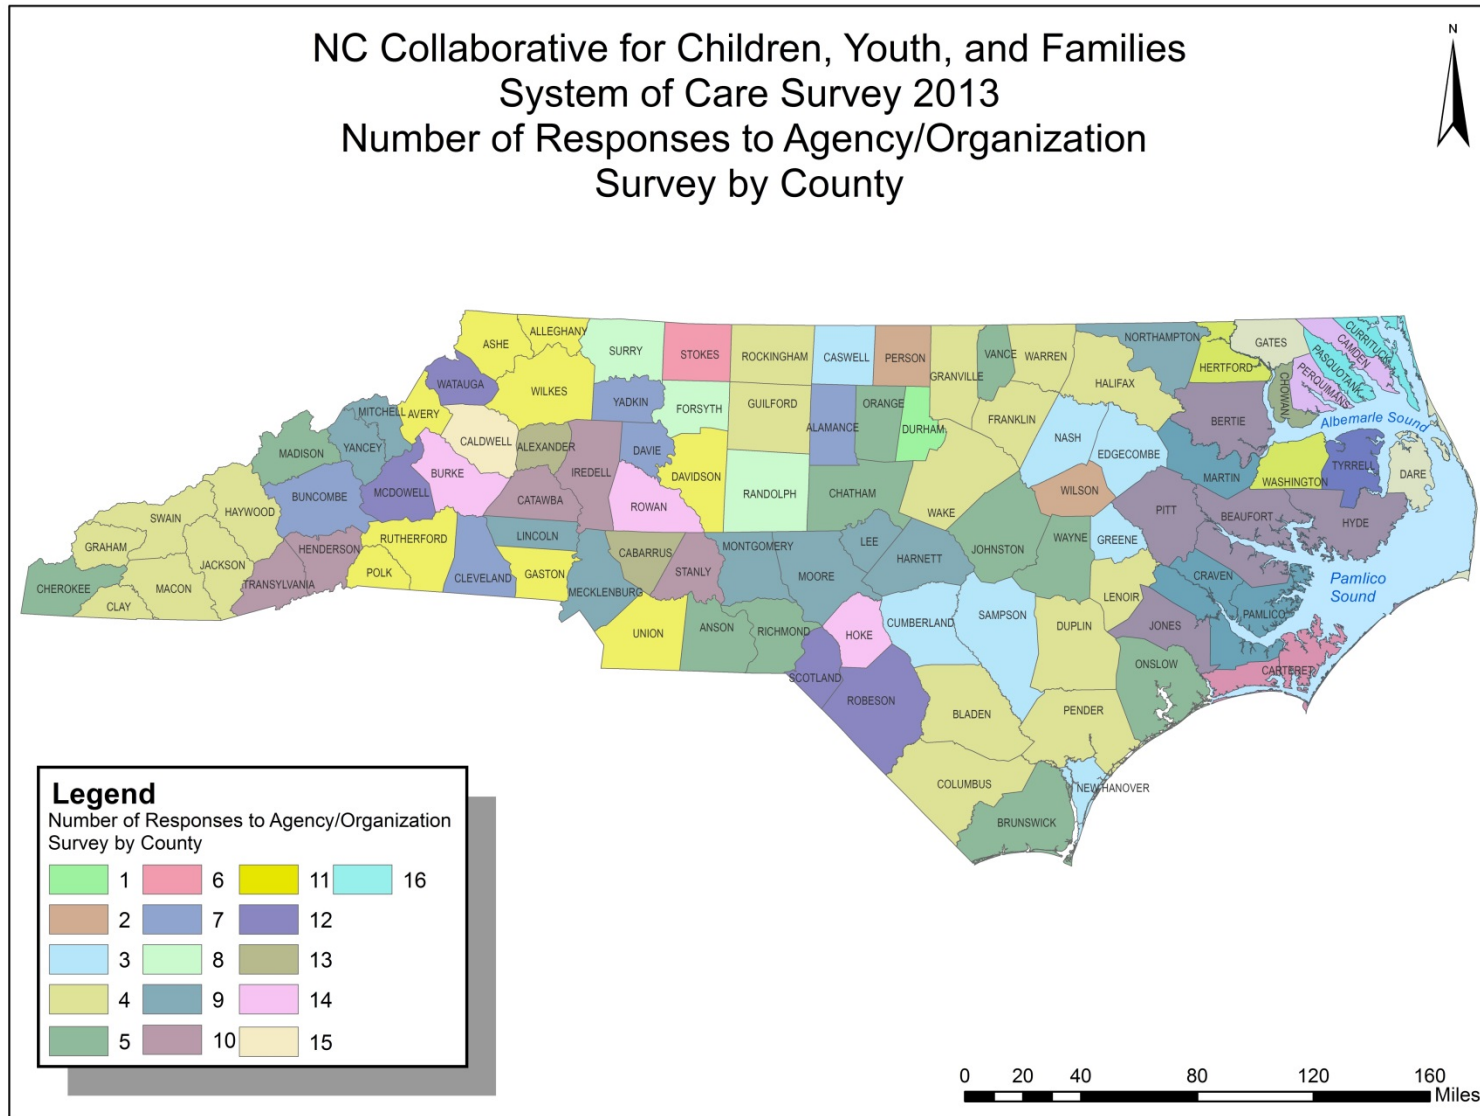 NC Collaborative for Children, Youth, and Families
System of Care Survey 2013
Number of Responses to Agency/Organization
Survey by County
N
ASHE
ALLEGHANY
SURRY
STOKES
ROCKINGHAM
CASWELL
PERSON
GRANVILLE
VANCE
WARREN
NORTHAMPTON
HERTFORD
GATES
CURRITUCK
CAMDEN
PASQUOTANK
PERQUIMANS
CHOWAN
WATAUGA
WILKES
YADKIN
FORSYTH
GUILFORD
ALAMANCE
ORANGE
DURHAM
FRANKLIN
HALIFAX
BERTIE
Albemarle Sound
MITCHELL
AVERY
CALDWELL
ALEXANDER
IREDELL
DAVIE
DAVIDSON
NASH
EDGECOMBE
MARTIN
WASHINGTON
TYRRELL
DARE
MADISON
YANCEY
BURKE
MCDOWELL
CATAWBA
ROWAN
RANDOLPH
CHATHAM
WAKE
WILSON
PITT
BEAUFORT
HYDE
BUNCOMBE
HAYWOOD
SWAIN
GRAHAM
JACKSON
HENDERSON
RUTHERFORD
LINCOLN
CABARRUS
STANLY
MONTGOMERY
MOORE
LEE
HARNETT
JOHNSTON
WAYNE
GREENE
CRAVEN
PAMLICO
Pamlico
Sound
CHEROKEE
CLAY
MACON
TRANSYLVANIA
POLK
CLEVELAND
GASTON
MECKLENBURG
UNION
ANSON
RICHMOND
HOKE
CUMBERLAND
SAMPSON
DUPLIN
LENOIR
JONES
ONSLOW
CARTERET
SCOTLAND
ROBESON
BLADEN
PENDER
COLUMBUS
NEW HANOVER
BRUNSWICK
Legend
Number of Responses to Agency/Organization
Survey by County
1 6 11 16
2 7 12
3 8 13
4 9 14
5 10 15
0 20 40 80 120 160
Miles